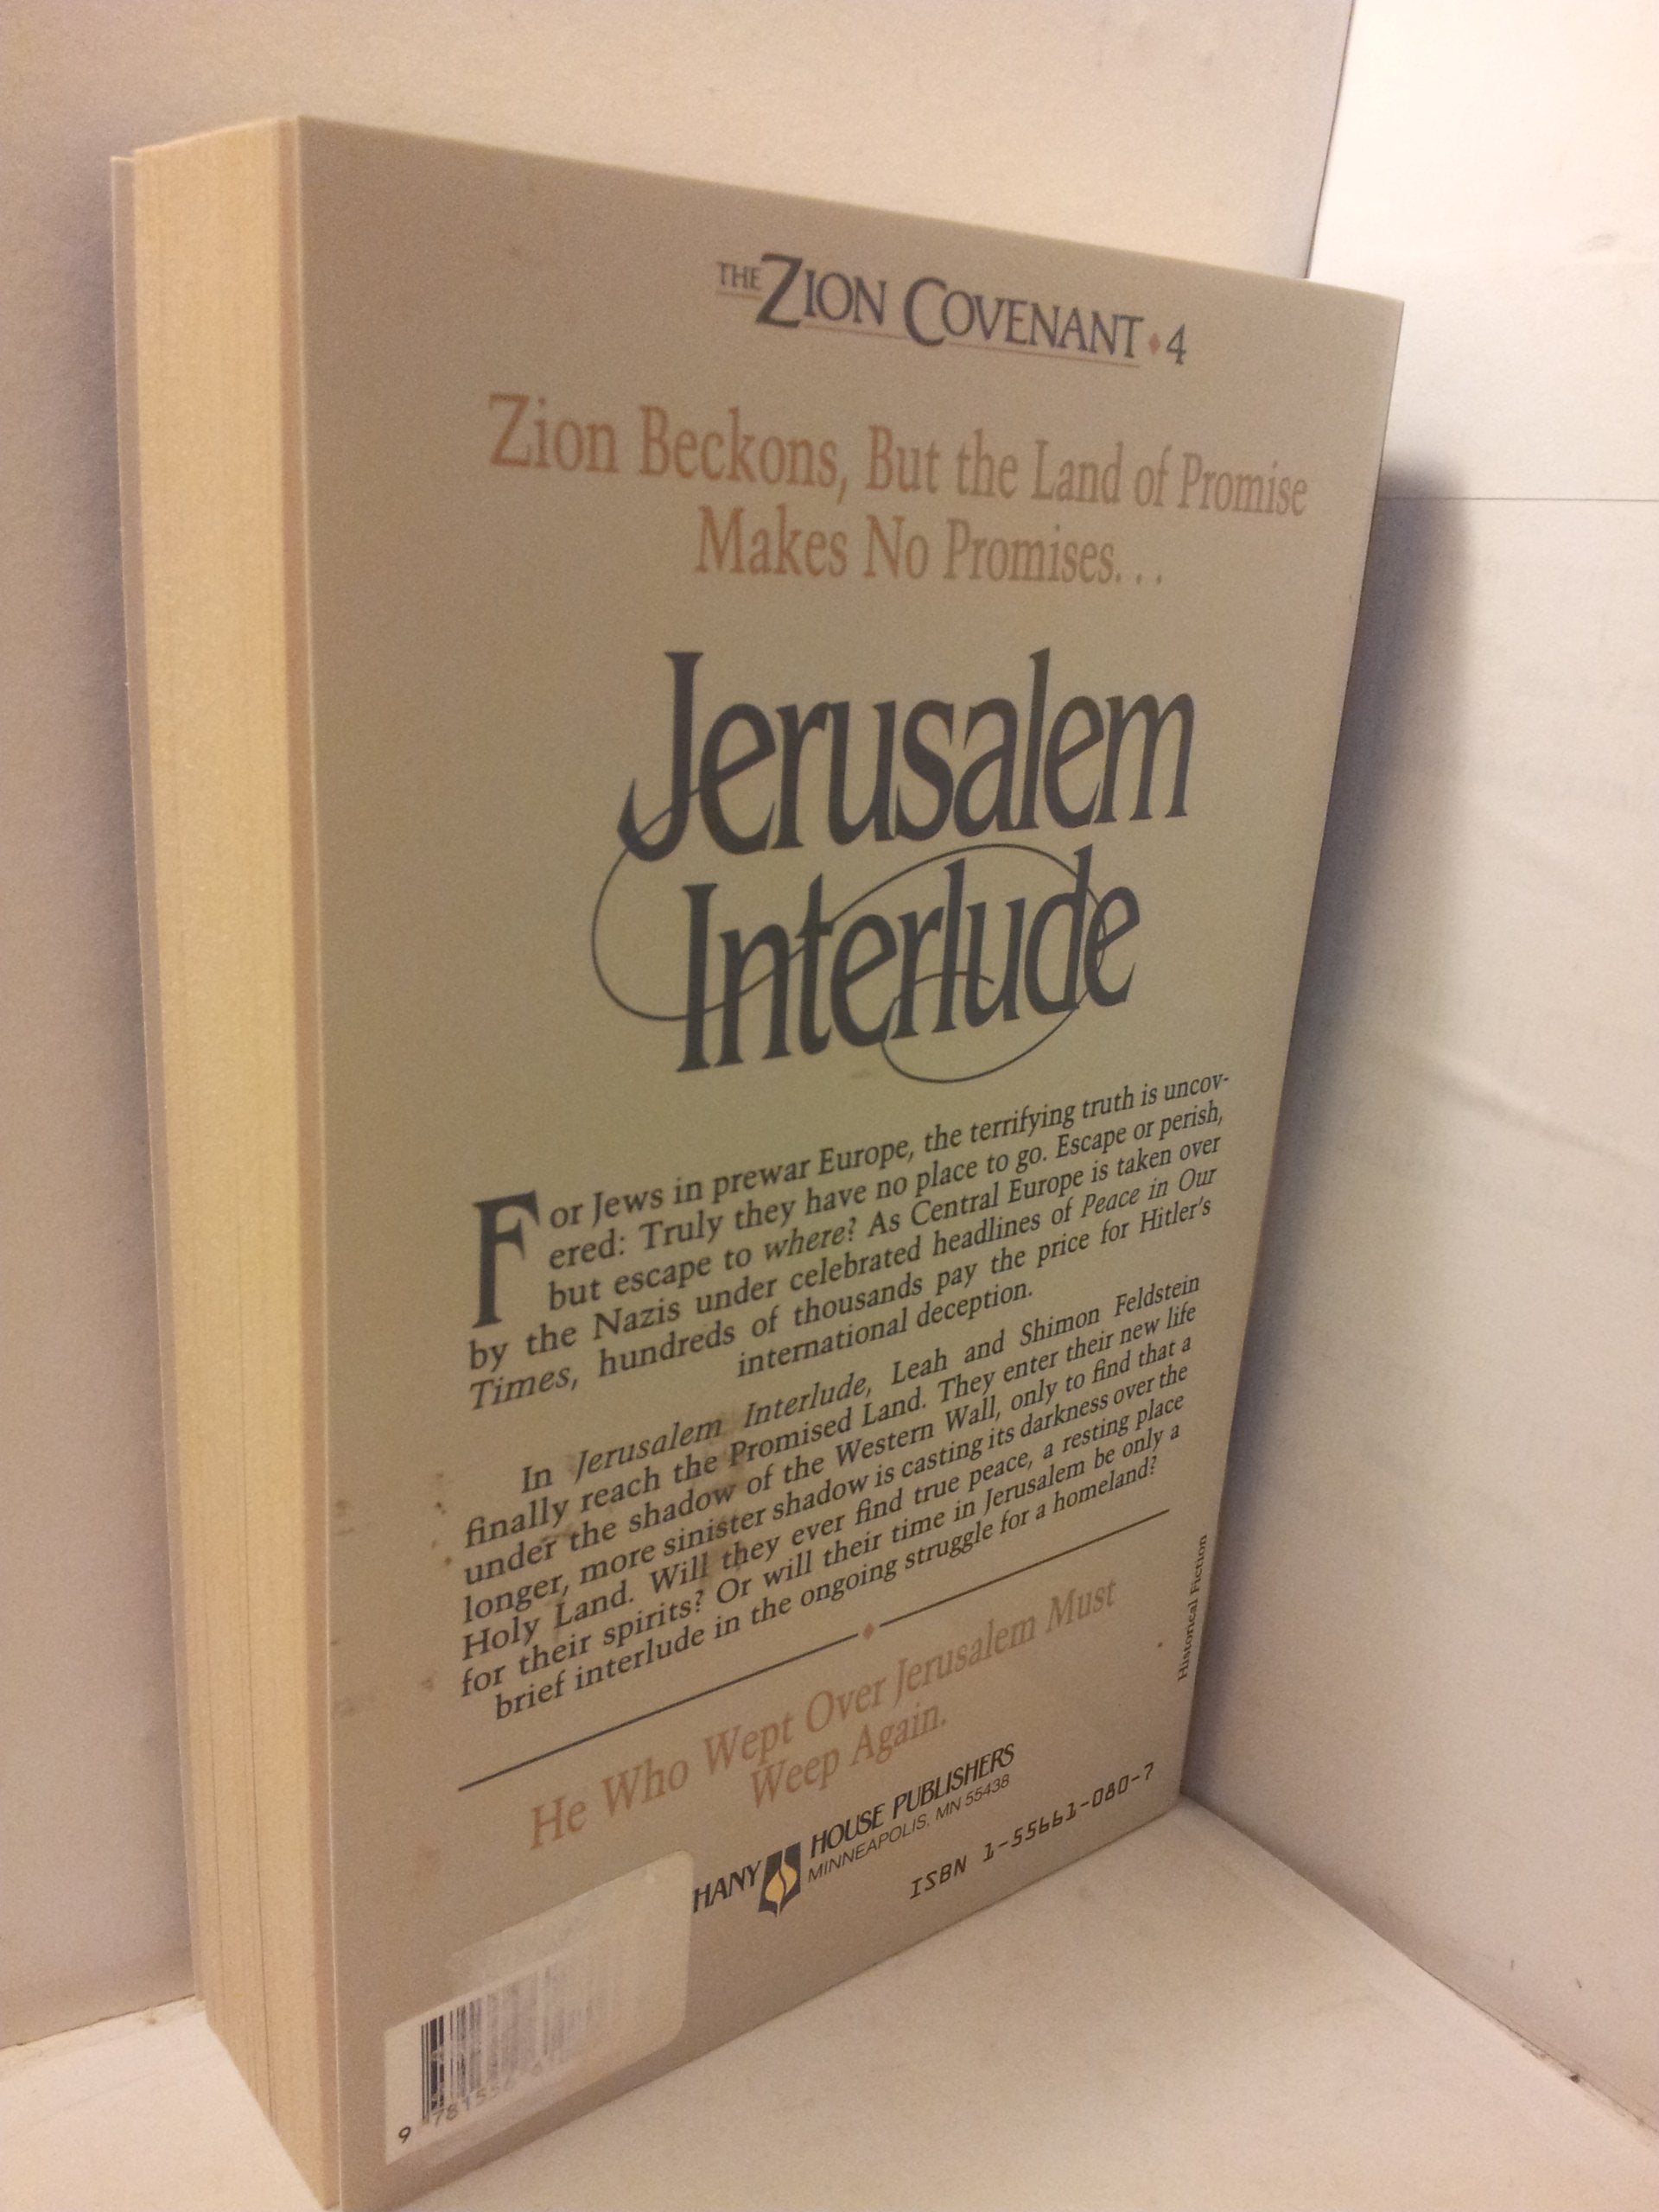 THE ZION COVENANT • 4
Zion Beckons, But the Land of Promise
Makes No Promises...
Jerusalem
Interlude
For Jews in prewar Europe, the terrifying truth is uncov-
ered: Truly they have no place to go. Escape or perish,
but escape to where? As Central Europe is taken over
by the Nazis under celebrated headlines of Peace in Our
Times, hundreds of thousands pay the price for Hitler's
international deception.
In Jerusalem Interlude, Leah and Shimon Feldstein
finally reach the Promised Land. They enter their new life
under the shadow of the Western Wall, only to find that a
longer, more sinister shadow is casting its darkness over the
Holy Land. Will they ever find true peace, a resting place
for their spirits? Or will their time in Jerusalem be only a
brief interlude in the ongoing struggle for a homeland?
He Who Wept Over Jerusalem Must
Weep Again.
Historical Fiction
HANY HOUSE PUBLISHERS
MINNEAPOLIS, MN 55438
ISBN 1-55661-080-7